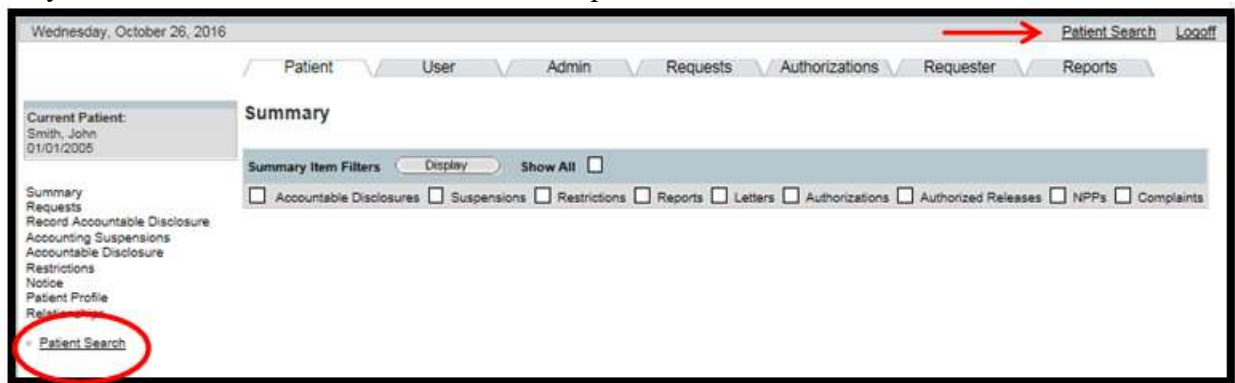 Wednesday, October 26, 2016 Patient Search Logoff
Patient User Admin Requests Authorizations Requester Reports
Current Patient:
Smith, John
01/01/2005
Summary
Summary Item Filters Display Show All
Accountable Disclosures Suspensions Restrictions Reports Letters Authorizations Authorized Releases NPPs Complaints
Summary
Requests
Record Accountable Disclosure
Accounting Suspensions
Accountable Disclosure
Restrictions
Notice
Patient Profile
Relationships
Patient Search